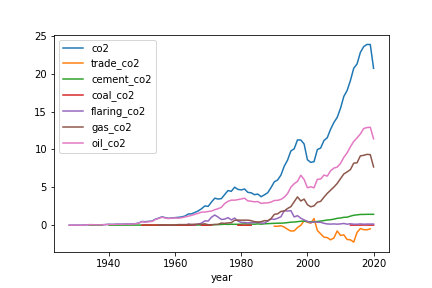 25
20
15
10
5
0
co2
trade_co2
cement_co2
coal_co2
flaring_co2
gas_co2
oil_co2
1940 1960 1980 2000 2020
year